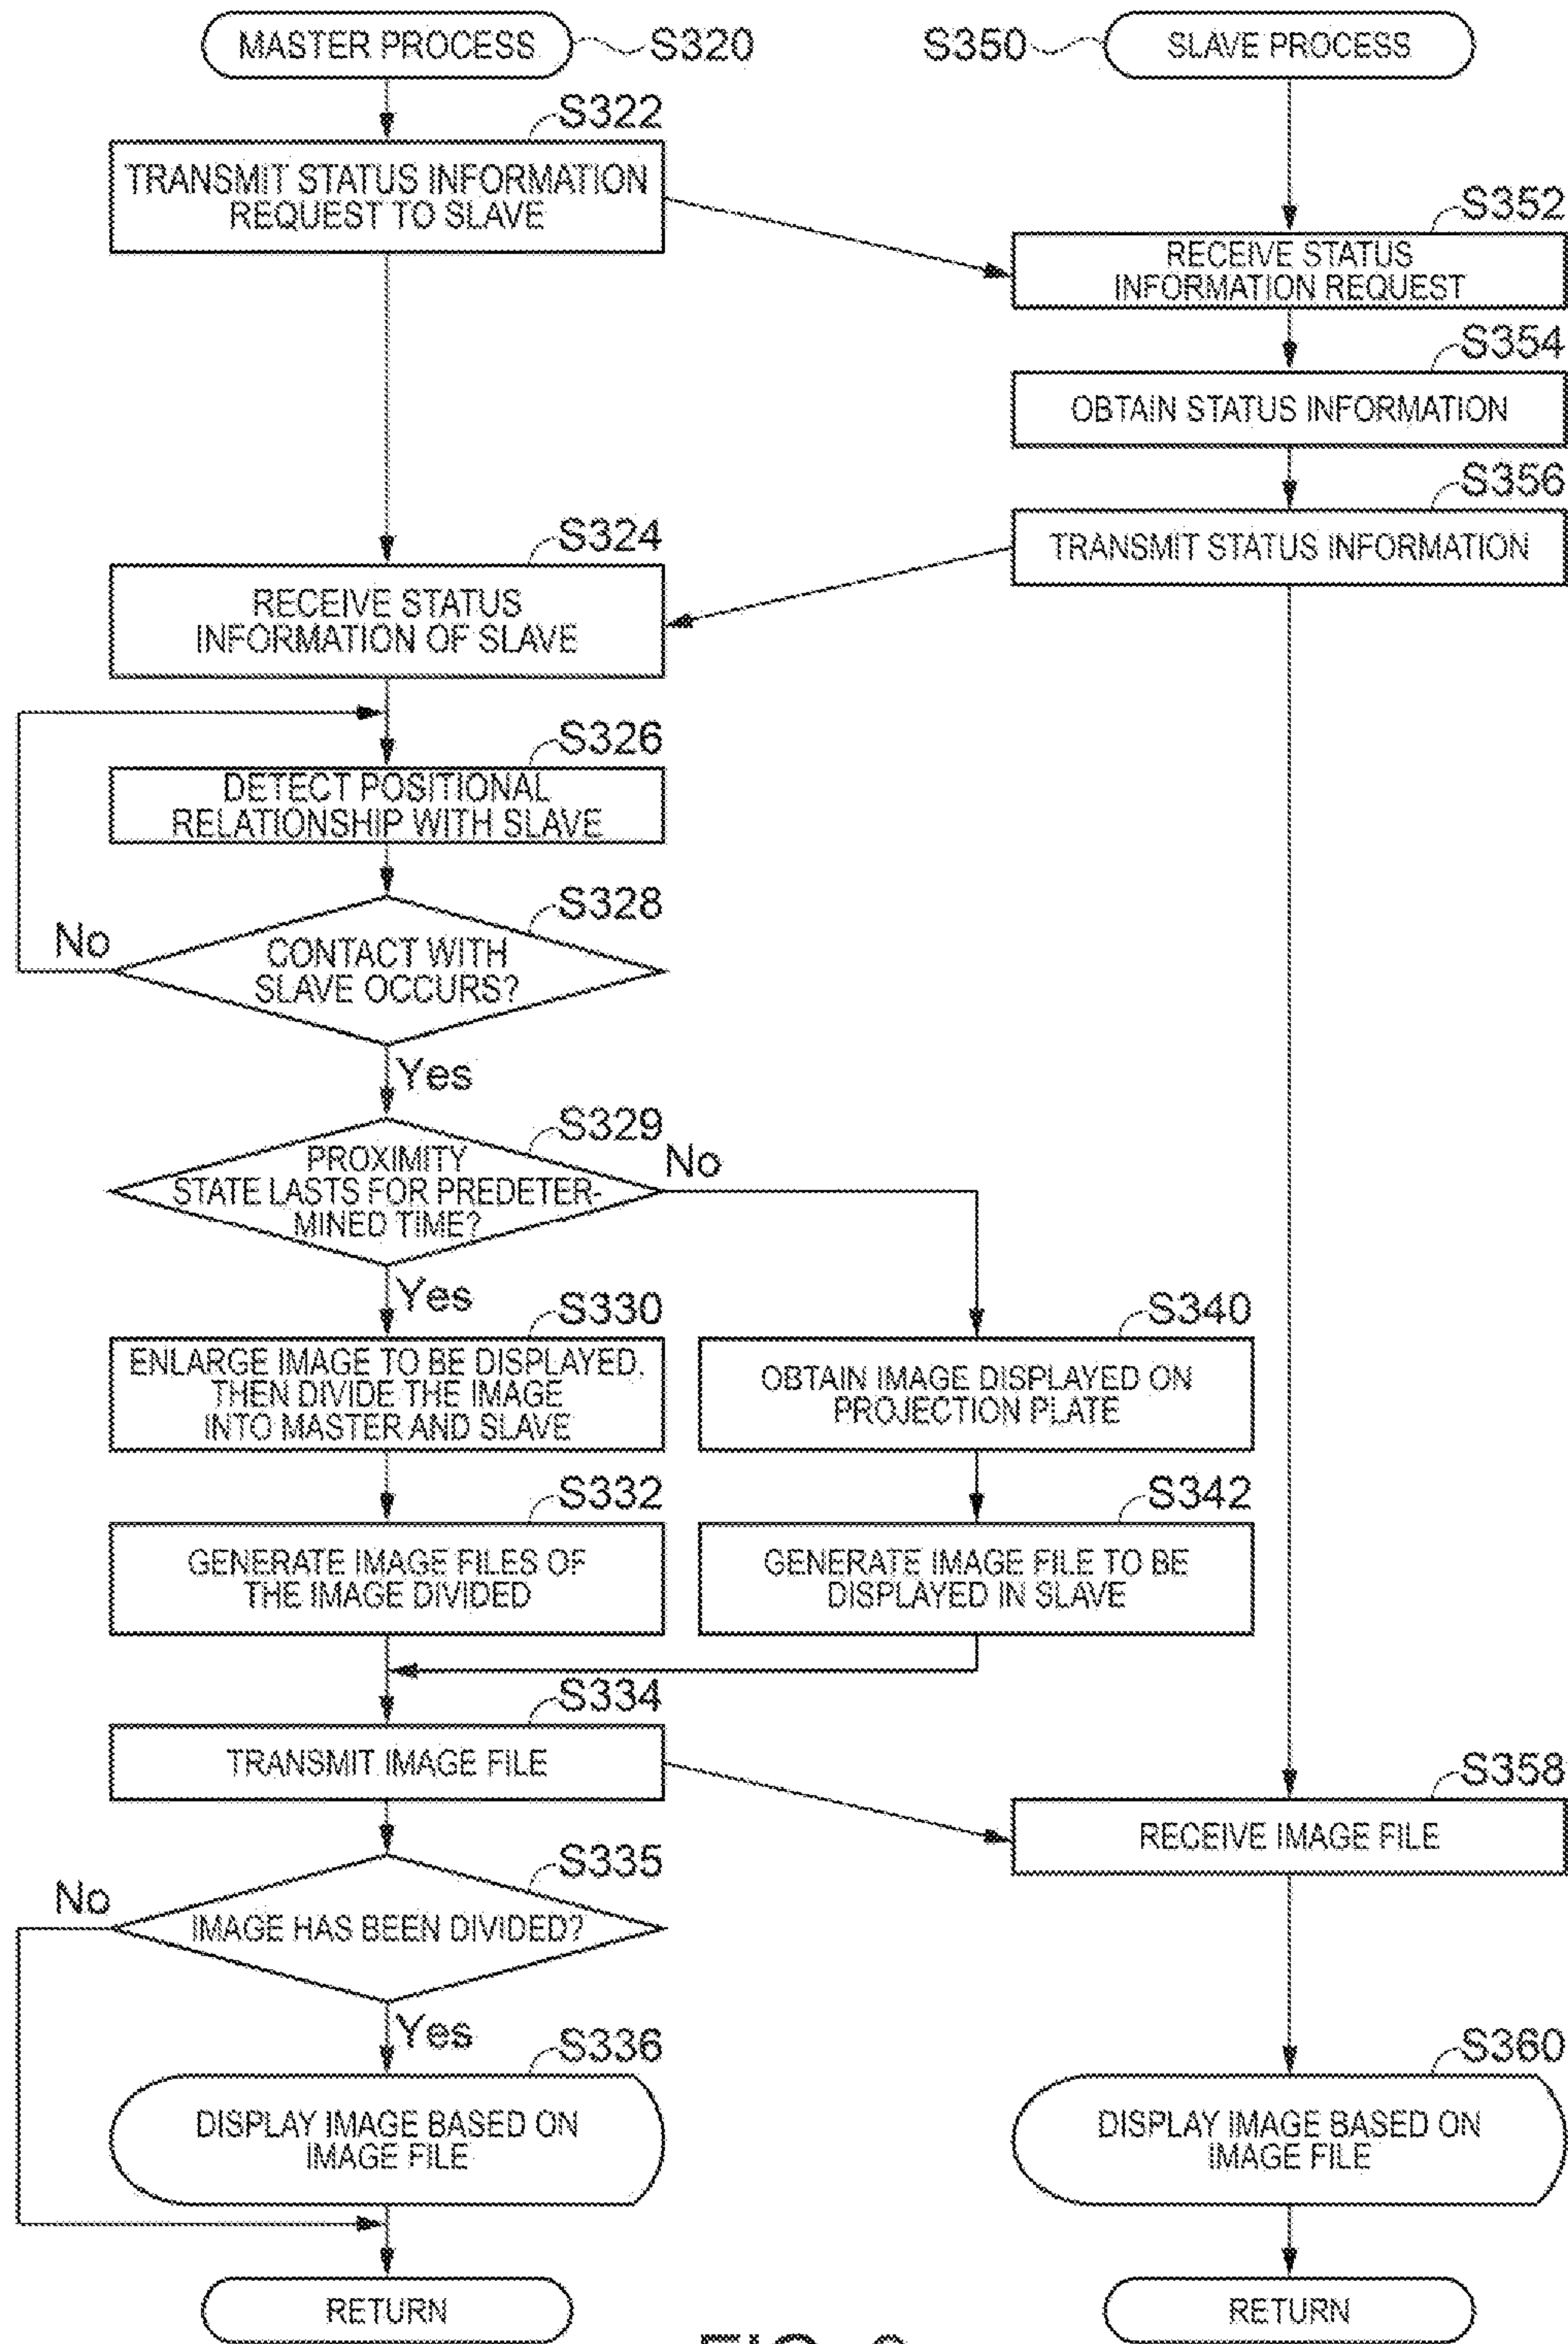 MASTER PROCESS
S320
S350
SLAVE PROCESS
S322
TRANSMIT STATUS INFORMATION
REQUEST TO SLAVE
S352
RECEIVE STATUS
INFORMATION REQUEST
S354
OBTAIN STATUS INFORMATION
S356
TRANSMIT STATUS INFORMATION
S324
RECEIVE STATUS
INFORMATION OF SLAVE
S326
DETECT POSITIONAL
RELATIONSHIP WITH SLAVE
S328
No
CONTACT WITH
SLAVE OCCURS?
Yes
S329
No
PROXIMITY
STATE LASTS FOR PREDETER-
MINED TIME?
Yes
S330
ENLARGE IMAGE TO BE DISPLAYED,
THEN DIVIDE THE IMAGE
INTO MASTER AND SLAVE
S340
OBTAIN IMAGE DISPLAYED ON
PROJECTION PLATE
S332
GENERATE IMAGE FILES OF
THE IMAGE DIVIDED
S342
GENERATE IMAGE FILE TO BE
DISPLAYED IN SLAVE
S334
TRANSMIT IMAGE FILE
S358
RECEIVE IMAGE FILE
S335
No
IMAGE HAS BEEN DIVIDED?
Yes
S336
DISPLAY IMAGE BASED ON
IMAGE FILE
S360
DISPLAY IMAGE BASED ON
IMAGE FILE
RETURN
RETURN
FIG.